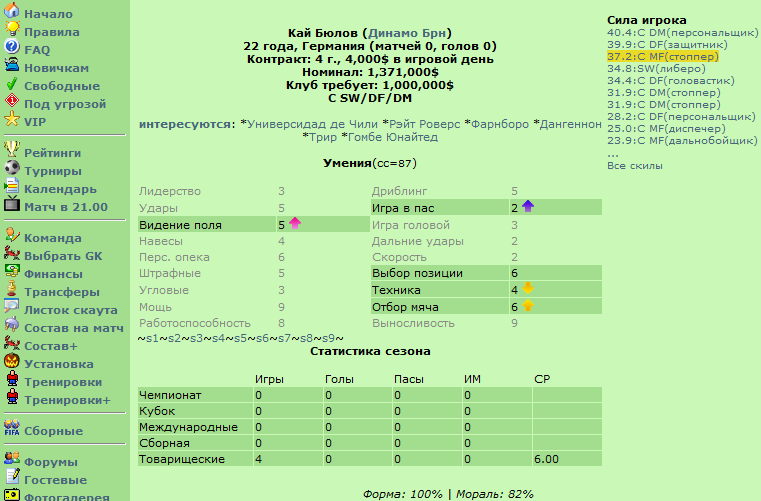 Начало
Правила
FAQ
Новичкам
Свободные
Под угрозой
VIP
Рейтинги
Турниры
Календарь
Матч в 21.00
Команда
Выбрать GK
Финансы
Трансферы
Листок скаута
Состав на матч
Состав+
Установка
Тренировки
Тренировки+
Сборные
FIFA
Форумы
Гостевые
Фотогалерея
Кай Бюлов (Динамо Брн)
22 года, Германия (матчей 0, голов 0)
Контракт: 4 г., 4,000$ в игровой день
Номинал: 1,371,000$
Клуб требует: 1,000,000$
C SW/DF/DM
интересуются: *Универсидад де Чили *Рэйт Роверс *Фарнборо *Дангеннон
*Трир *Гомбе Юнайтед
Умения(сс=87)
Лидерство 3 Дриблинг 5
Удары 5 Игра в пас 2
Видение поля 5 Игра головой 3
Навесы 4 Дальние удары 2
Перс. опека 6 Скорость 2
Штрафные 5 Выбор позиции 6
Угловые 3 Техника 4
Мощь 9 Отбор мяча 6
Работоспособность 8 Выносливость 9
~s1~s2~s3~s4~s5~s6~s7~s8~s9~
Статистика сезона
Игры Голы Пасы ИМ СР
Чемпионат 0 0 0 0
Кубок 0 0 0 0
Международные 0 0 0 0
Сборная 0 0 0 0
Товарищеские 4 0 0 0 6.00
Форма: 100% | Мораль: 82%
Сила игрока
40.4:C DM(персональщик)
39.9:C DF(защитник)
37.2:C MF(стоппер)
34.8:SW(либеро)
34.4:C DF(головастик)
31.9:C DM(стоппер)
31.9:C DM(стоппер)
28.2:C DF(персональщик)
25.0:C MF(диспечер)
23.9:C MF(дальнобойщик)
...
Все скилы